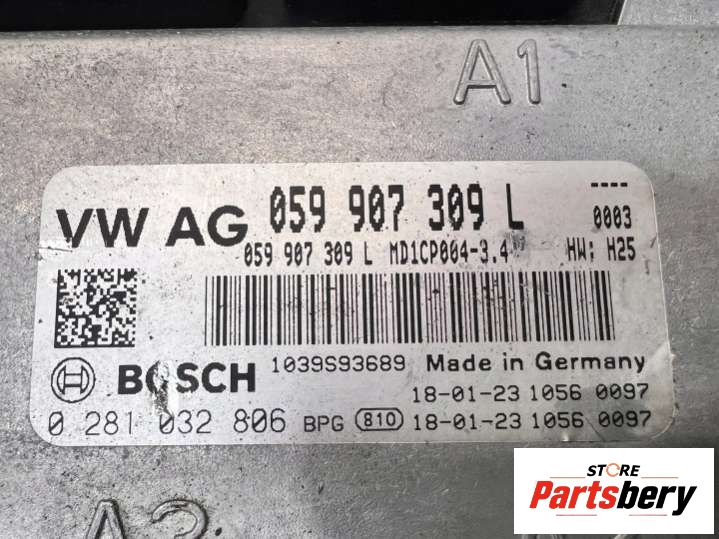 A1
VW AG 059 907 309 L ----
0003
059 907 309 L MD1CP004-3.4 HW: H25
BOSCH 1039S93689 Made in Germany
18-01-23 1056 0097
0 281 032 806 BPG 810 18-01-23 1056 0097
A2
STORE
Partsbery